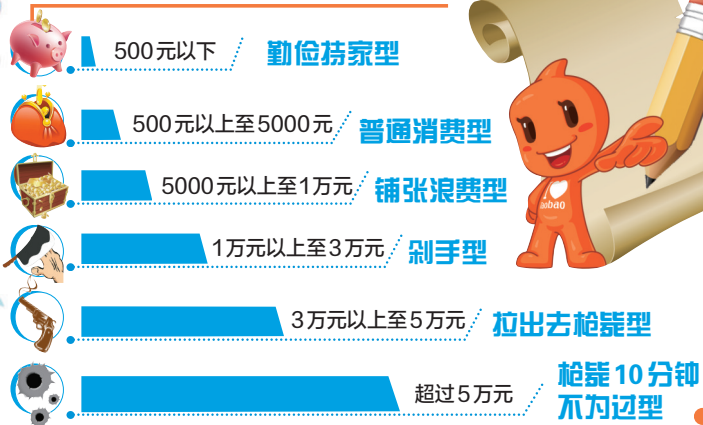 500元以下 勤俭持家型
500元以上至5000元 普通消费型
5000元以上至1万元 铺张浪费型
1万元以上至3万元 剁手型
3万元以上至5万元 拉出去枪毙型
超过5万元 枪毙10分钟
不为过型